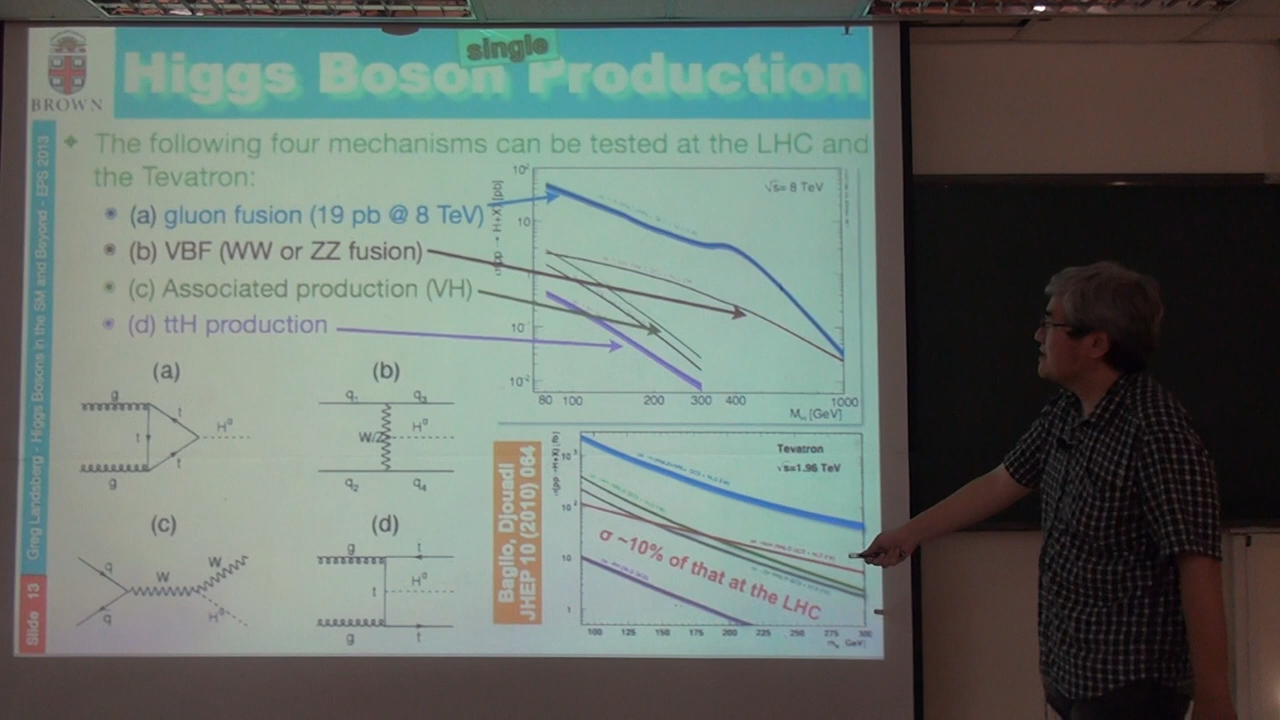 single
Higgs Boson Production
BROWN
Slide 13 Greg Landsberg - Higgs Bosons in the SM and Beyond - EPS 2013
The following four mechanisms can be tested at the LHC and
the Tevatron:
(a) gluon fusion (19 pb @ 8 TeV)
(b) VBF (WW or ZZ fusion)
(c) Associated production (VH)
(d) ttH production
10²
10
10⁻¹
10⁻²
√s= 8 TeV
80 100 200 300 400 1000
M_H [GeV]
(a)
g
t
t
t
H⁰
g
(b)
q₁ q₃
W/Z
H⁰
q₂ q₄
(c)
q
q
W
W
H⁰
(d)
g
t
H⁰
g
t
Baglio, Djouadi
JHEP 10 (2010) 064
10³
10²
10
1
Tevatron
√s=1.96 TeV
σ ~10% of that at the LHC
100 125 150 175 200 225 250 275 300
GeV